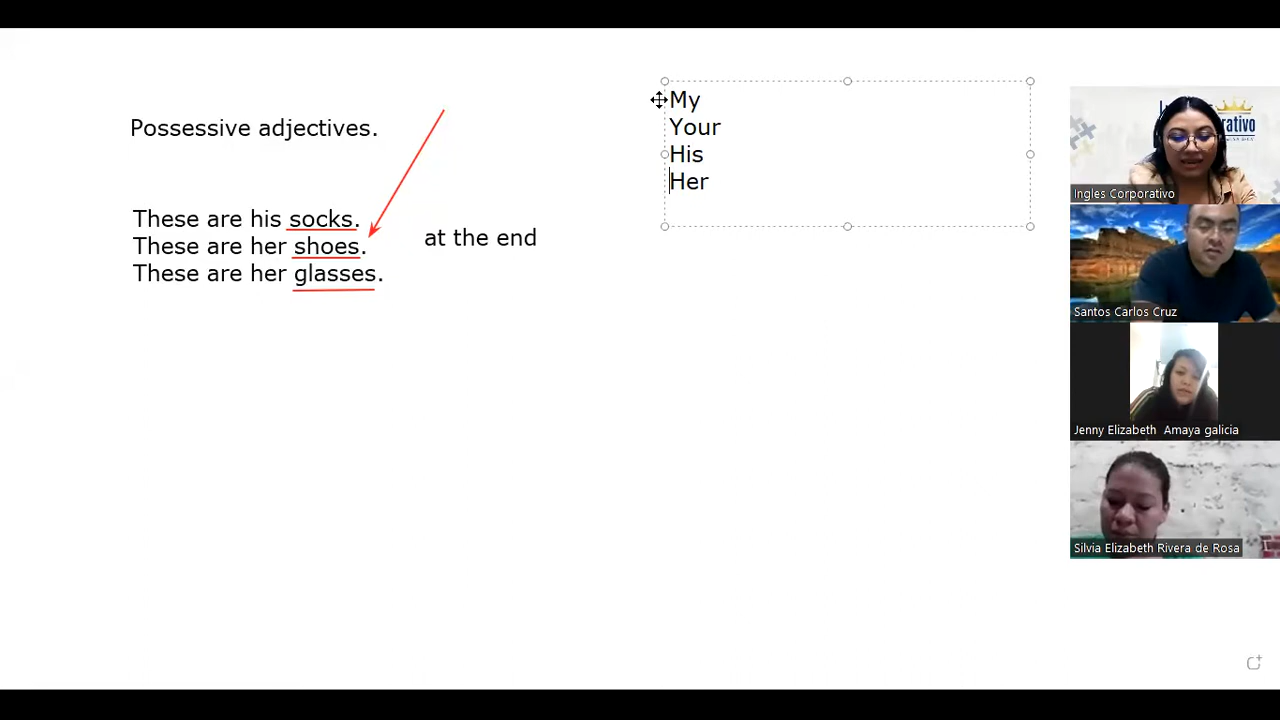 Possessive adjectives.
These are his socks.
These are her shoes.
These are her glasses.
at the end
My
Your
His
Her
Ingles Corporativo
Santos Carlos Cruz
Jenny Elizabeth Amaya galicia
Silvia Elizabeth Rivera de Rosa